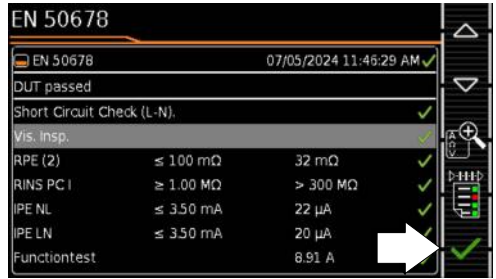 EN 50678
EN 50678 07/05/2024 11:46:29 AM
DUT passed
Short Circuit Check (L-N).
Vis. Insp.
RPE (2) ≤ 100 mΩ 32 mΩ
RINS PC I ≥ 1.00 MΩ > 300 MΩ
IPE NL ≤ 3.50 mA 22 µA
IPE LN ≤ 3.50 mA 20 µA
Functiontest 8.91 A